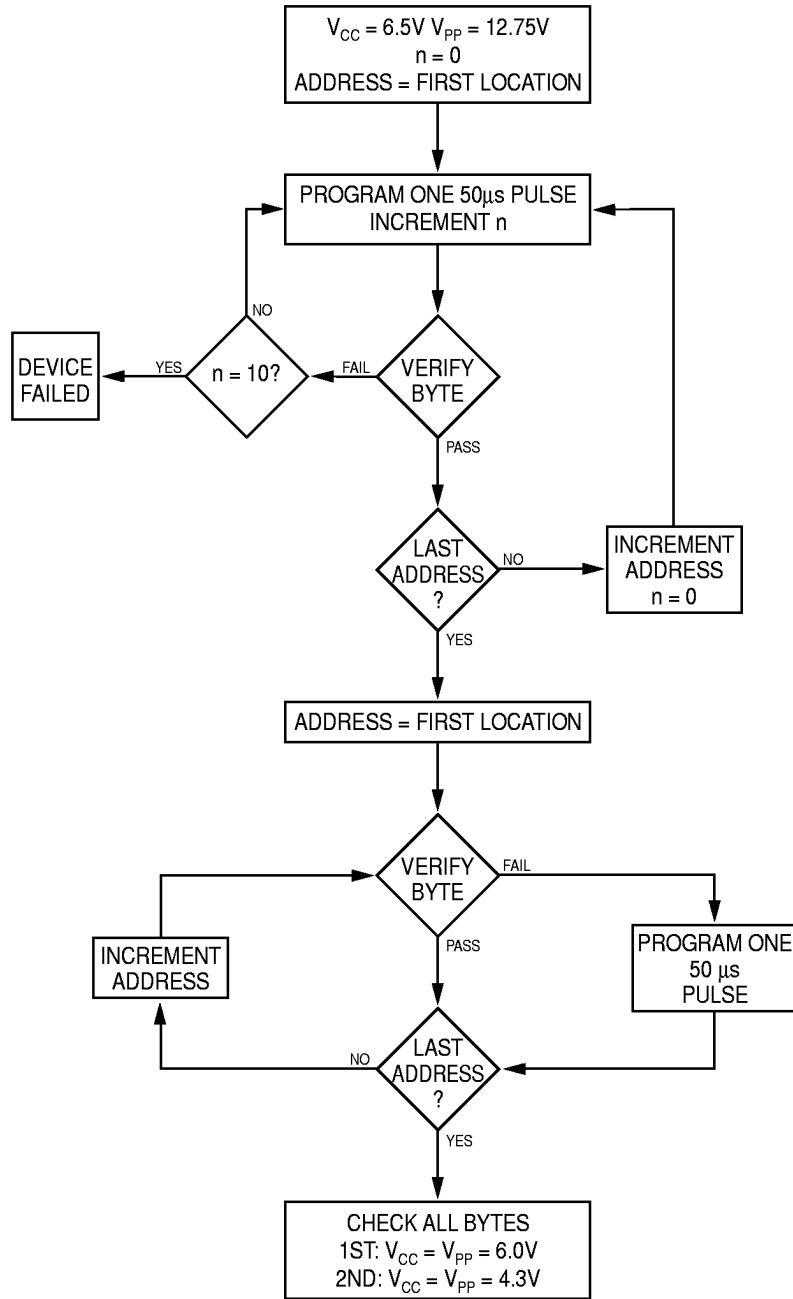 VCC = 6.5V VPP = 12.75V
n = 0
ADDRESS = FIRST LOCATION
PROGRAM ONE 50μs PULSE
INCREMENT n
NO
DEVICE
FAILED
YES
n = 10?
FAIL
VERIFY
BYTE
PASS
LAST
ADDRESS
?
NO
INCREMENT
ADDRESS
n = 0
YES
ADDRESS = FIRST LOCATION
VERIFY
BYTE
FAIL
PASS
INCREMENT
ADDRESS
PROGRAM ONE
50 μs
PULSE
NO
LAST
ADDRESS
?
YES
CHECK ALL BYTES
1ST: VCC = VPP = 6.0V
2ND: VCC = VPP = 4.3V